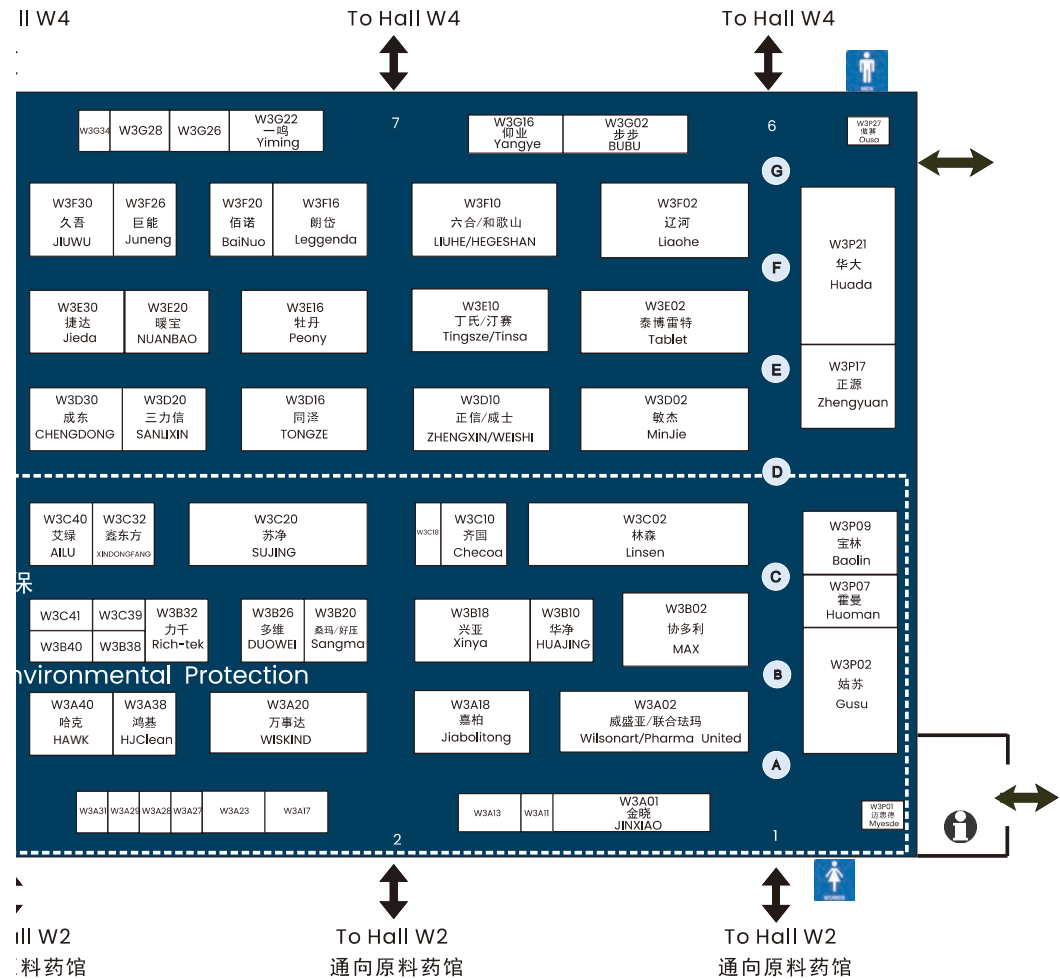 ll W4
To Hall W4
To Hall W4
MEN
W3G34
W3G28
W3G26
W3G22
一鸣
Yiming
7
W3G16
仰业
Yangye
W3G02
步步
BUBU
6
W3P27
傲赛
Ousa
G
W3F30
久吾
JIUWU
W3F26
巨能
Juneng
W3F20
佰诺
BaiNuo
W3F16
朗岱
Leggenda
W3F10
六合/和歌山
LIUHE/HEGESHAN
W3F02
辽河
Liaohe
W3P21
华大
Huada
F
W3E30
捷达
Jieda
W3E20
暖宝
NUANBAO
W3E16
牡丹
Peony
W3E10
丁氏/汀赛
Tingsze/Tinsa
W3E02
泰博雷特
Tablet
E
W3P17
正源
Zhengyuan
W3D30
成东
CHENGDONG
W3D20
三力信
SANLIXIN
W3D16
同泽
TONGZE
W3D10
正信/威士
ZHENGXIN/WEISHI
W3D02
敏杰
MinJie
D
W3C40
艾绿
AILU
W3C32
鑫东方
XINDONGFANG
W3C20
苏净
SUJING
W3C18
W3C10
齐国
Checoa
W3C02
林森
Linsen
W3P09
宝林
Baolin
C
保
W3P07
霍曼
Huoman
W3C41
W3C39
W3B40
W3B38
W3B32
力千
Rich-tek
W3B26
多维
DUOWEI
W3B20
桑玛/好压
Sangma
W3B18
兴亚
Xinya
W3B10
华净
HUAJING
W3B02
协多利
MAX
W3P02
姑苏
Gusu
nvironmental Protection
B
W3A40
哈克
HAWK
W3A38
鸿基
HJClean
W3A20
万事达
WISKIND
W3A18
嘉柏
Jiabolitong
W3A02
威盛亚/联合珐玛
Wilsonart/Pharma United
A
W3A31
W3A29
W3A28
W3A27
W3A23
W3A17
2
W3A13
W3A11
W3A01
金晓
JINXIAO
1
W3P01
迈思德
Myesde
i
WOMEN
all W2
料药馆
To Hall W2
通向原料药馆
To Hall W2
通向原料药馆